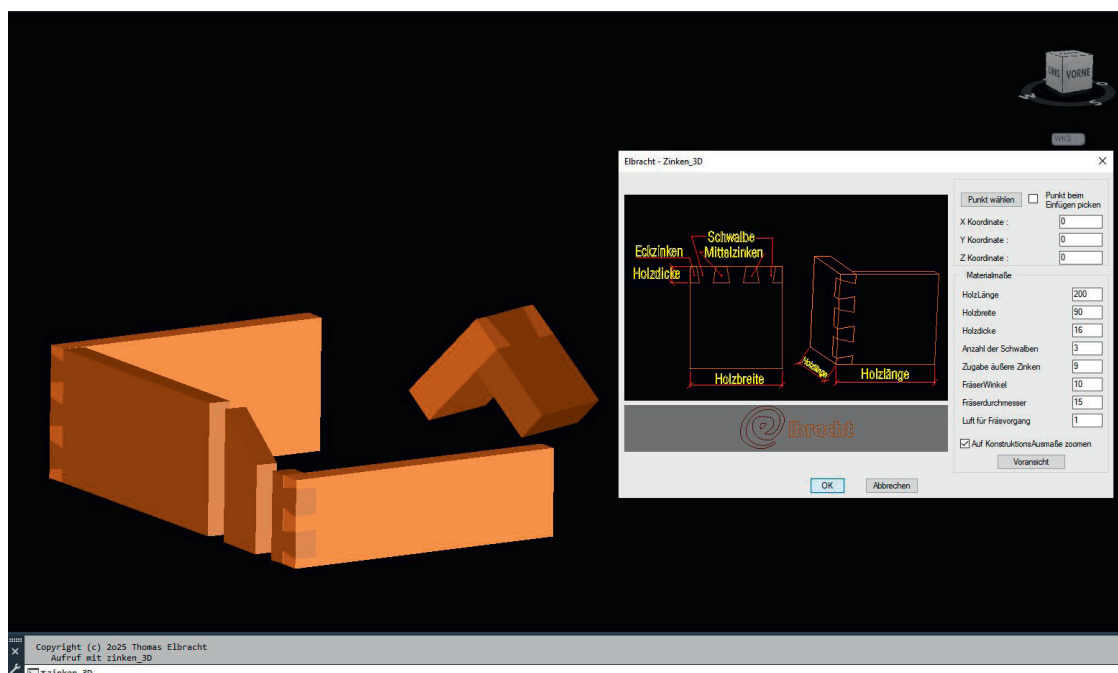 LINKS VORNE
W S
WKS
Elbracht - Zinken_3D
Punkt wählen
Punkt beim
Einfügen picken
X Koordinate : 0
Y Koordinate : 0
Z Koordinate : 0
Schwalbe
Eckzinken Mittelzinken
Holzdicke
Holzbreite
Holzlänge
Holzlänge
elbracht
Materialmaße
HolzLänge 200
Holzbreite 90
Holzdicke 16
Anzahl der Schwalben 3
Zugabe äußere Zinken 9
FräserWinkel 10
Fräserdurchmesser 15
Luft für Fräsvorgang 1
Auf KonstruktionsAusmaße zoomen
Voransicht
OK Abbrechen
Copyright (c) 2o25 Thomas Elbracht
Aufruf mit zinken_3D
zinken_3D